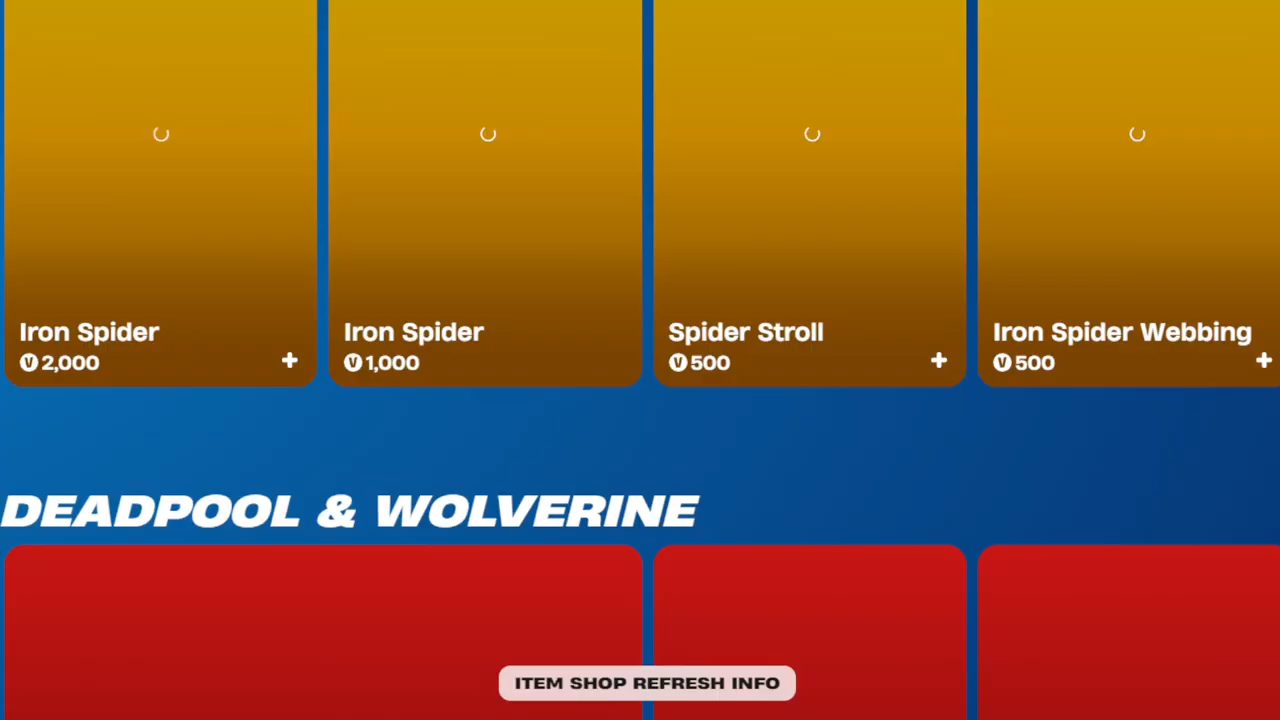 Iron Spider
V 2,000 +
Iron Spider
V 1,000
Spider Stroll
V 500 +
Iron Spider Webbing
V 500 +
DEADPOOL & WOLVERINE
ITEM SHOP REFRESH INFO